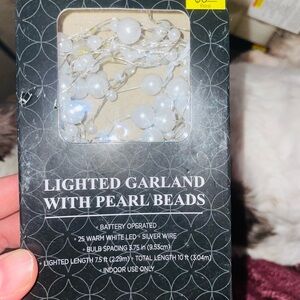 LIGHTED GARLAND
WITH PEARL BEADS
• BATTERY OPERATED
• 25 WARM WHITE LED • SILVER WIRE
• BULB SPACING 3.75 in (9.53cm)
• LIGHTED LENGTH 7.5 ft (2.29m) • TOTAL LENGTH 10 ft (3.04m)
• INDOOR USE ONLY